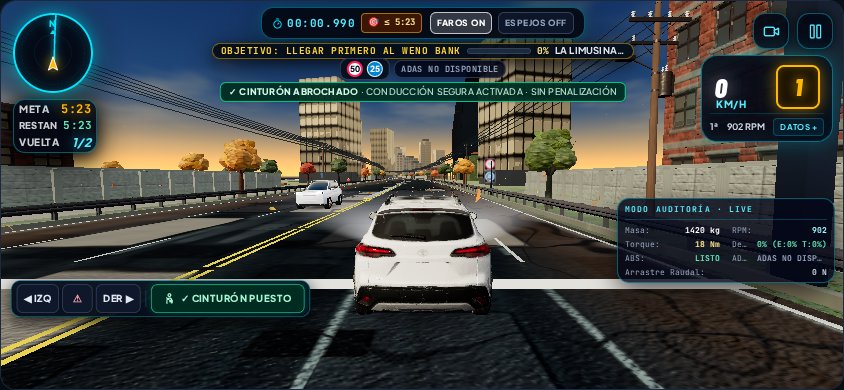 N
00:00.990 🎯 ≤ 5:23 FAROS ON ESPEJOS OFF
OBJETIVO: LLEGAR PRIMERO AL WENO BANK 0% LA LIMUSINA…
50 25 ADAS NO DISPONIBLE
✓ CINTURÓN ABROCHADO · CONDUCCIÓN SEGURA ACTIVADA · SIN PENALIZACIÓN
META 5:23
RESTAN 5:23
VUELTA 1/2
0 KM/H 1
1ª 902 RPM DATOS +
MODO AUDITORÍA · LIVE
Masa: 1420 kg RPM: 902
Torque: 18 Nm De… 0% (E:0% T:0%)
ABS: LISTO AD… ADAS NO DISP…
Arrastre Raudal: 0 N
◀ IZQ ⚠ DER ▶ ✓ CINTURÓN PUESTO